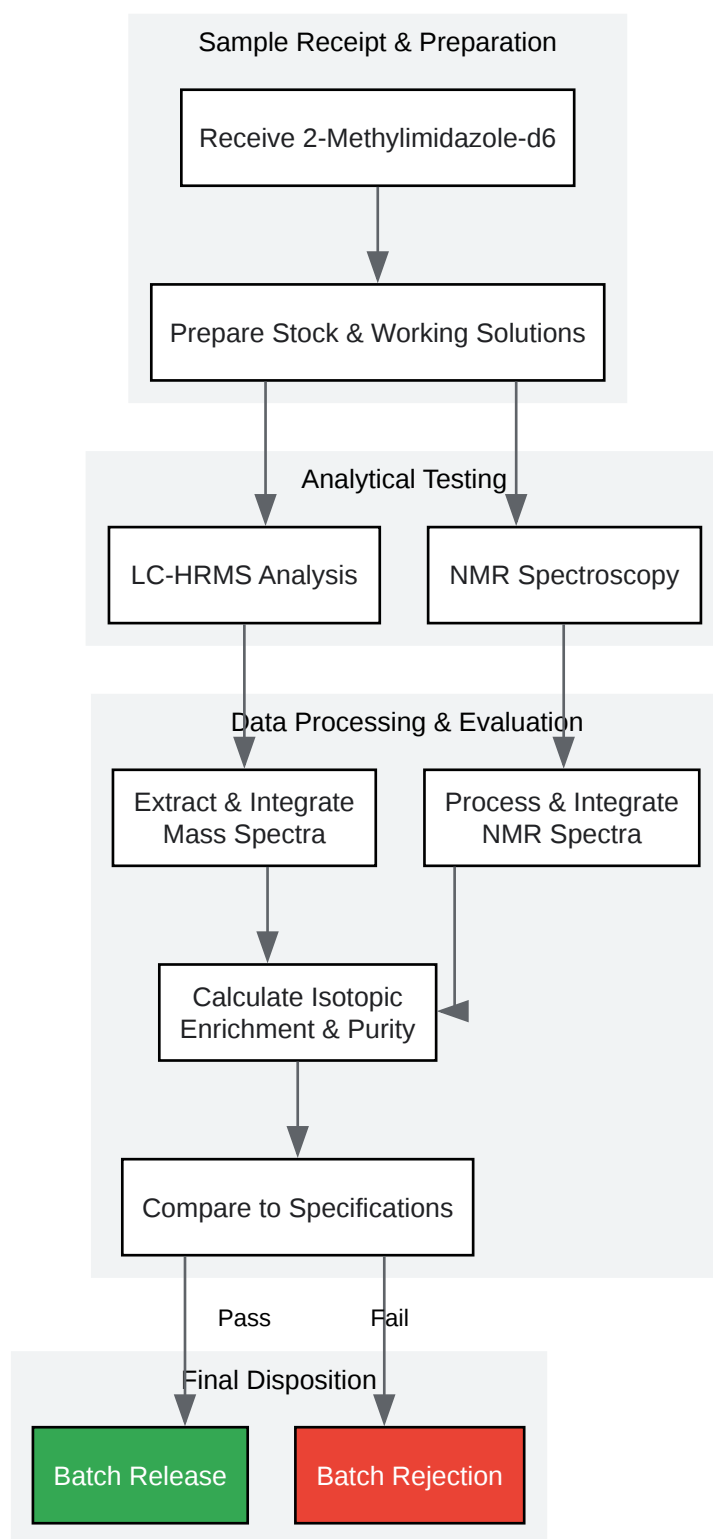 Sample Receipt & Preparation
Receive 2-Methylimidazole-d6
Prepare Stock & Working Solutions
Analytical Testing
LC-HRMS Analysis
NMR Spectroscopy
Data Processing & Evaluation
Extract & Integrate
Mass Spectra
Process & Integrate
NMR Spectra
Calculate Isotopic
Enrichment & Purity
Compare to Specifications
Pass
Fail
Final Disposition
Batch Release
Batch Rejection